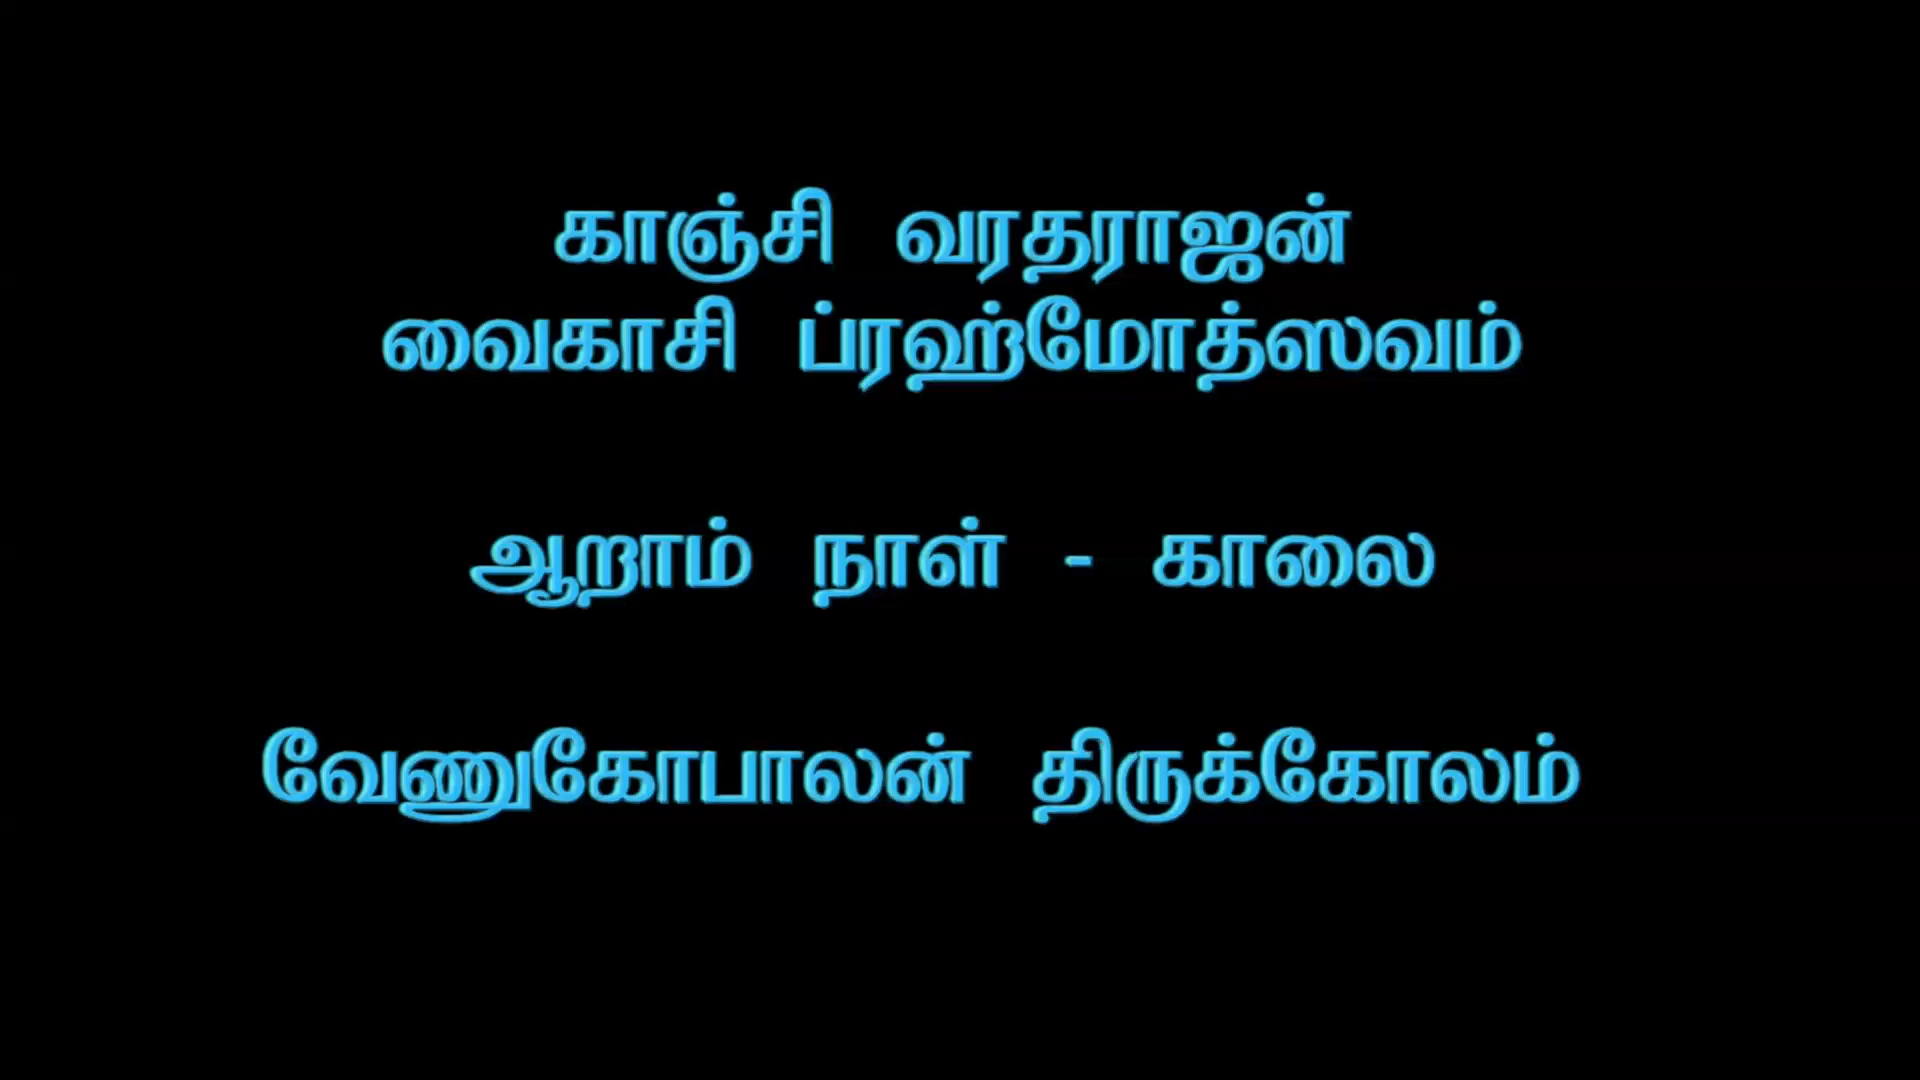 காஞ்சி வரதராஜன்
வைகாசி ப்ரஹ்மோத்ஸவம்
ஆறாம் நாள் - காலை
வேணுகோபாலன் திருக்கோலம்